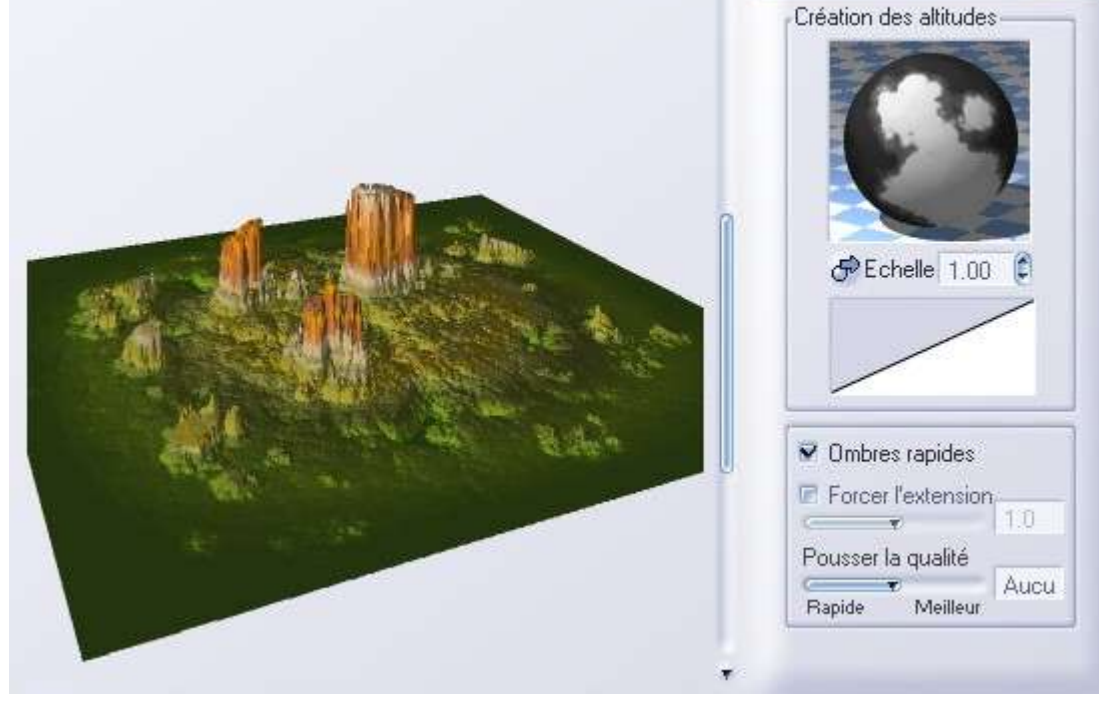 Création des altitudes
Echelle 1.00
Ombres rapides
Forcer l'extension
1.0
Pousser la qualité
Aucu
Rapide Meilleur